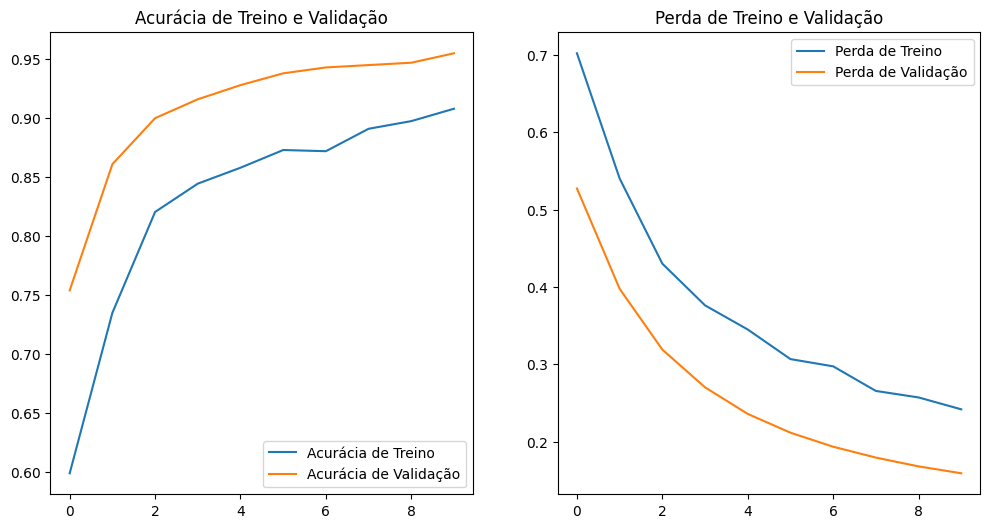 Acurácia de Treino e Validação
0.95
0.90
0.85
0.80
0.75
0.70
0.65
0.60
0 2 4 6 8
Acurácia de Treino
Acurácia de Validação
Perda de Treino e Validação
0.7
0.6
0.5
0.4
0.3
0.2
0 2 4 6 8
Perda de Treino
Perda de Validação